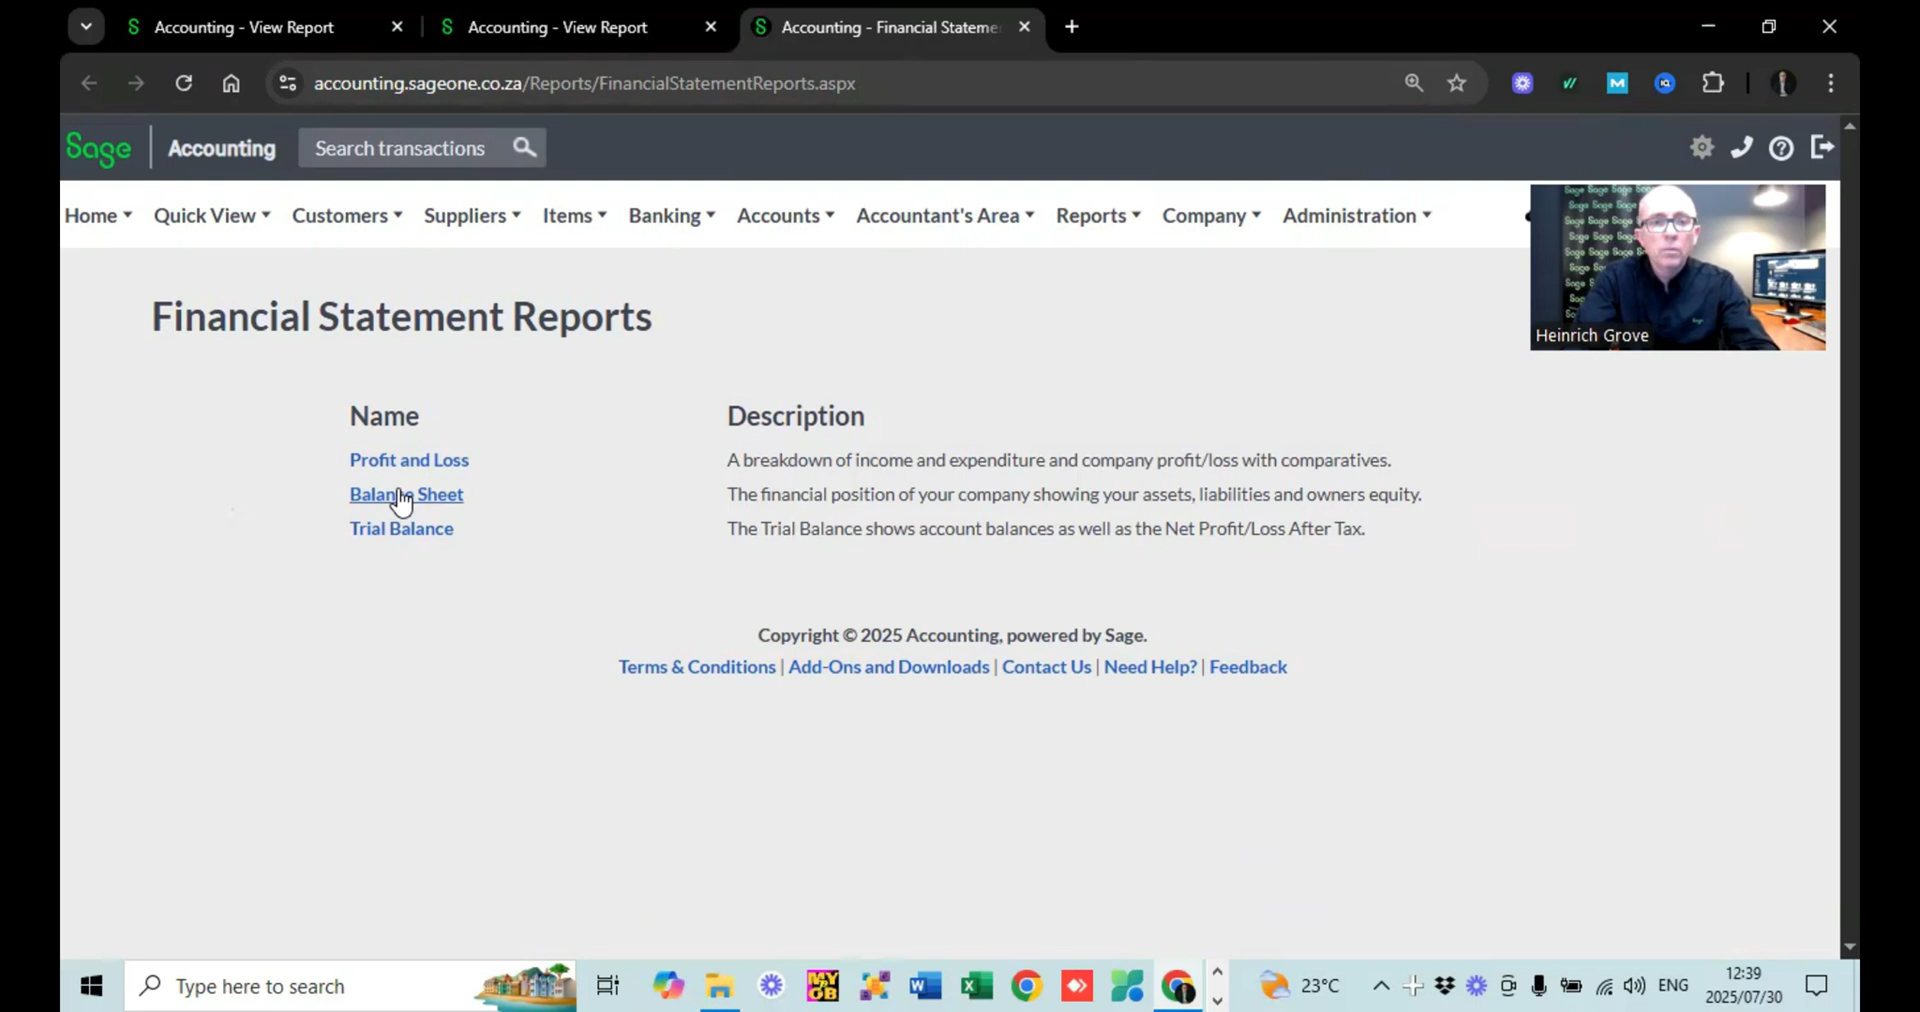 Accounting - View Report
Accounting - View Report
Accounting - Financial Stateme
accounting.sageone.co.za/Reports/FinancialStatementReports.aspx
Sage
Accounting
Search transactions
Home
Quick View
Customers
Suppliers
Items
Banking
Accounts
Accountant's Area
Reports
Company
Administration
Heinrich Grove
Financial Statement Reports
Name
Description
Profit and Loss
A breakdown of income and expenditure and company profit/loss with comparatives.
Balance Sheet
The financial position of your company showing your assets, liabilities and owners equity.
Trial Balance
The Trial Balance shows account balances as well as the Net Profit/Loss After Tax.
Copyright © 2025 Accounting, powered by Sage.
Terms & Conditions | Add-Ons and Downloads | Contact Us | Need Help? | Feedback
Type here to search
23°C
ENG
12:39
2025/07/30